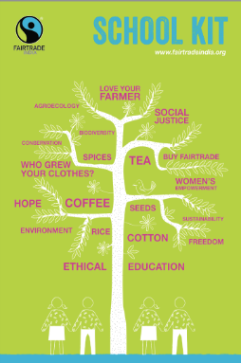 SCHOOL KIT
FAIRTRADE
www.fairtradeindia.org
LOVE YOUR
FARMER
AGROECOLOGY
SOCIAL
JUSTICE
BIODIVERSITY
CONSERVATION
SPICES
TEA
BUY FAIRTRADE
WHO GREW
YOUR CLOTHES?
WOMEN'S
EMPOWERMENT
HOPE
COFFEE
SEEDS
SUSTAINABILITY
ENVIRONMENT
RICE
COTTON
FREEDOM
ETHICAL
EDUCATION